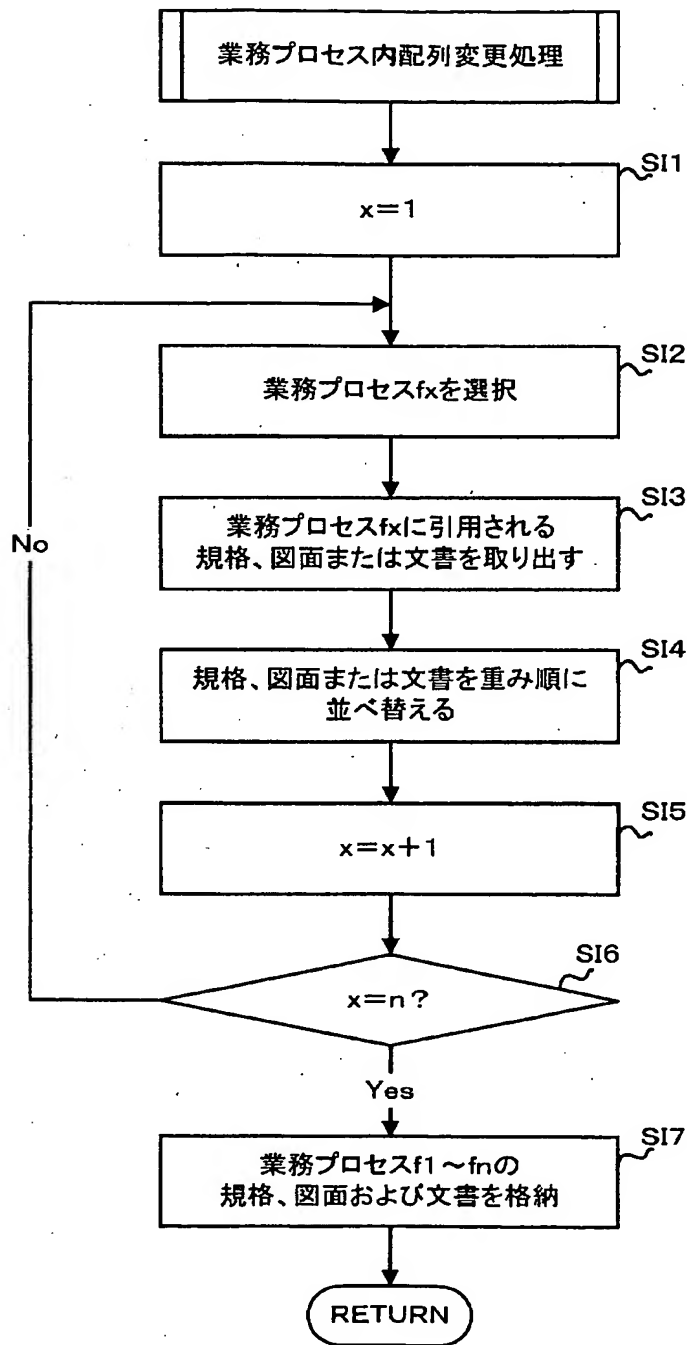 業務プロセス内配列変更処理
SI1
x=1
SI2
業務プロセスfxを選択
SI3
業務プロセスfxに引用される
規格、図面または文書を取り出す
No
SI4
規格、図面または文書を重み順に
並べ替える
SI5
x=x+1
SI6
x=n?
Yes
SI7
業務プロセスf1~fnの
規格、図面および文書を格納
RETURN